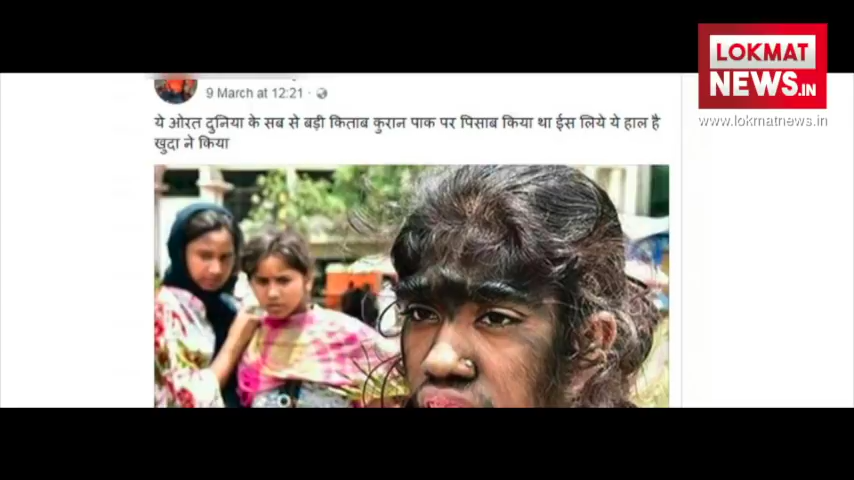 LOKMAT
NEWS.IN
www.lokmatnews.in
9 March at 12:21 ·
ये ओरत दुनिया के सब से बड़ी किताब कुरान पाक पर पिसाब किया था ईस लिये ये हाल है
खुदा ने किया